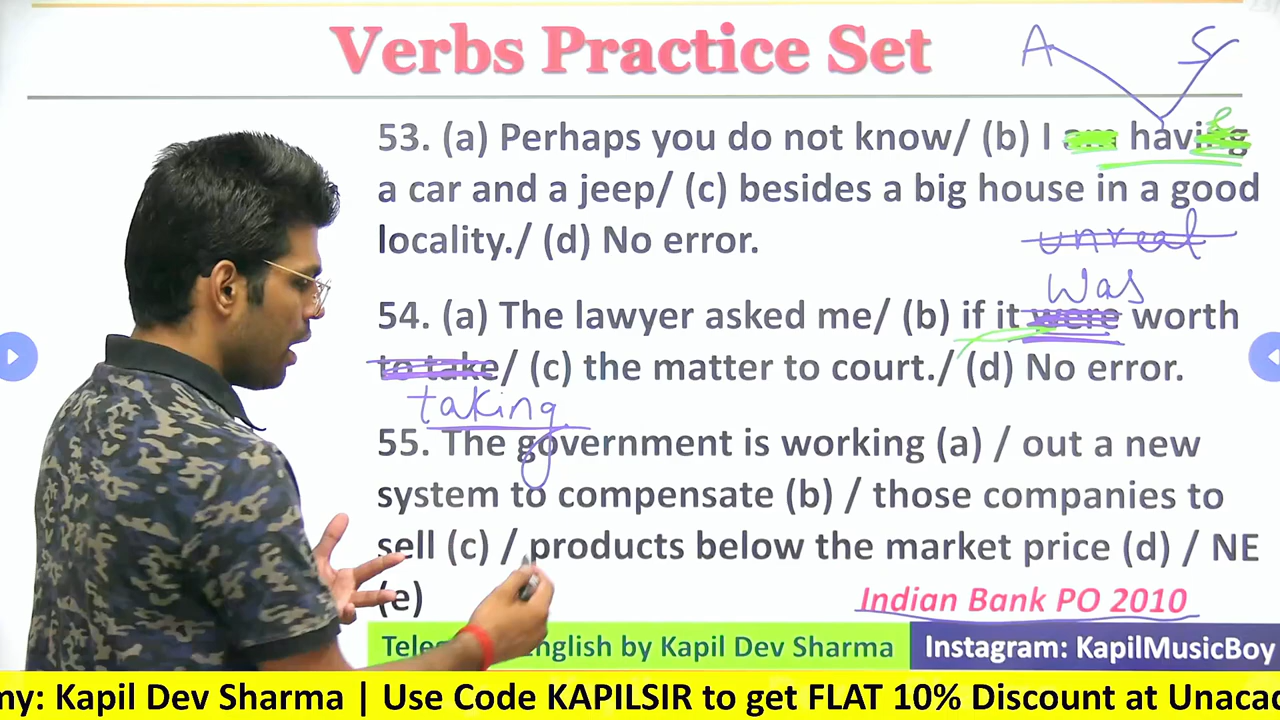 Verbs Practice Set
A
S
53. (a) Perhaps you do not know/ (b) I am having
a car and a jeep/ (c) besides a big house in a good
locality./ (d) No error.
unreal
was
54. (a) The lawyer asked me/ (b) if it were worth
to take/ (c) the matter to court./ (d) No error.
taking
55. The government is working (a) / out a new
system to compensate (b) / those companies to
sell (c) / products below the market price (d) / NE
(e)
Indian Bank PO 2010
English by Kapil Dev Sharma
Instagram: KapilMusicBoy
my: Kapil Dev Sharma | Use Code KAPILSIR to get FLAT 10% Discount at Unaca